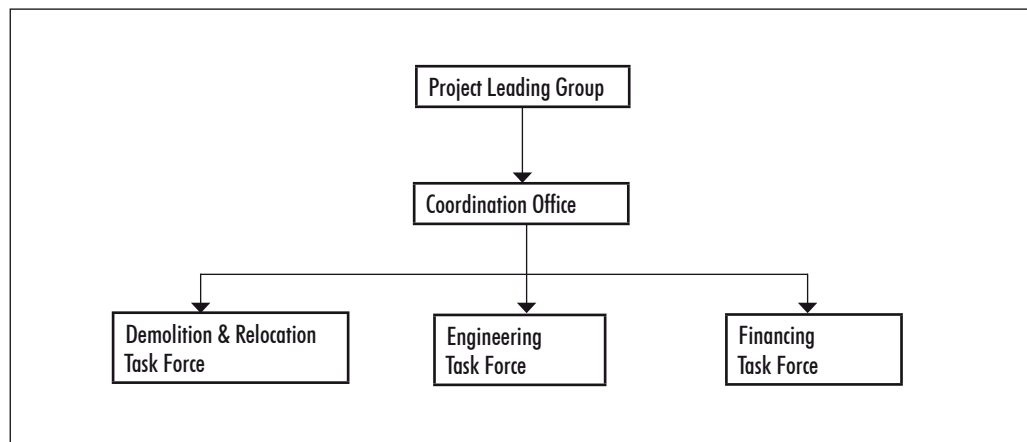 Project Leading Group
Coordination Office
Demolition & Relocation
Task Force
Engineering
Task Force
Financing
Task Force